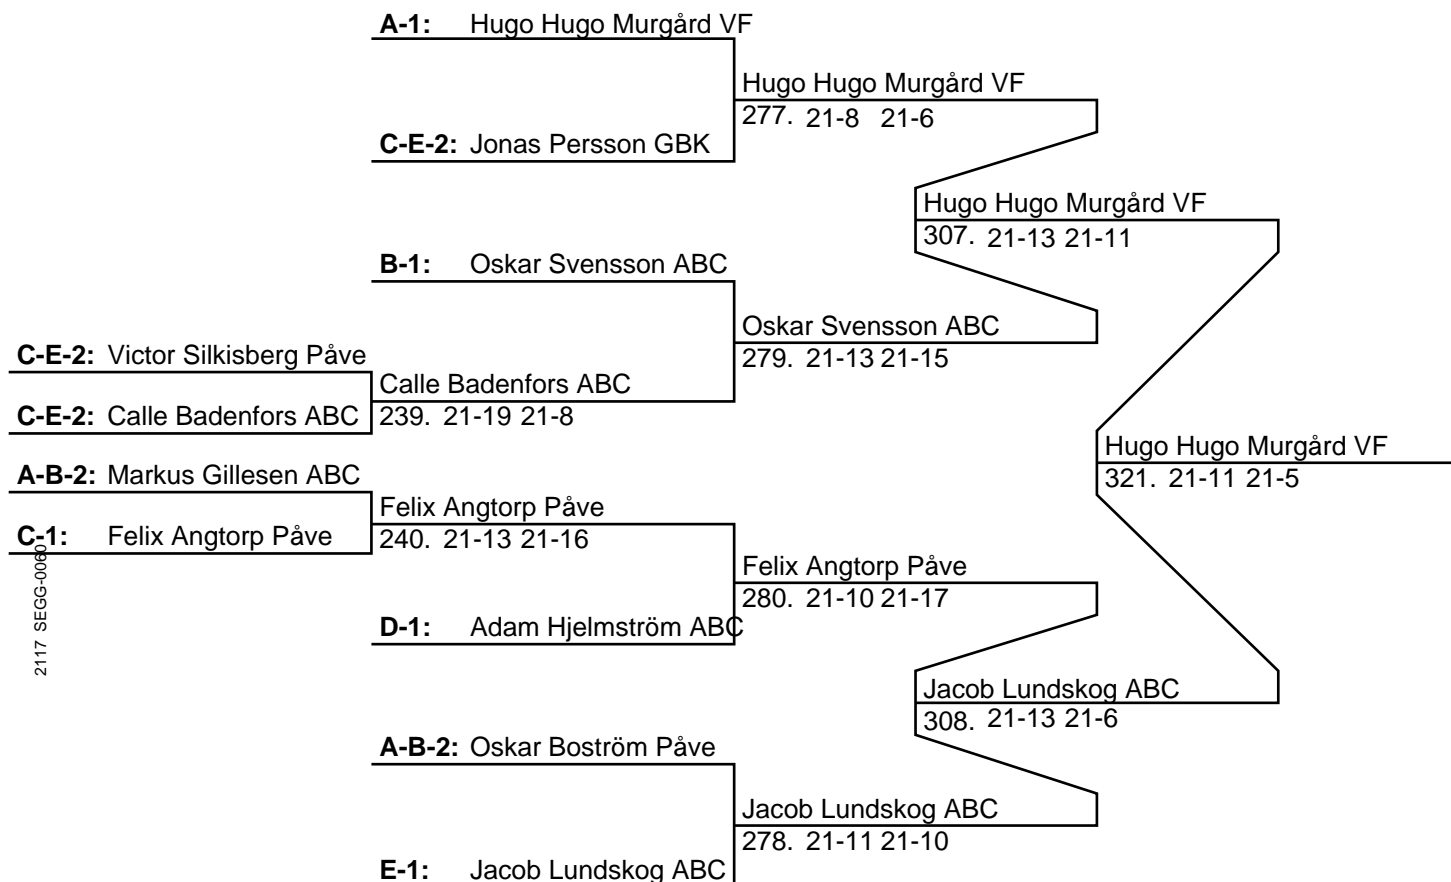 A-1: Hugo Hugo Murgård VF
Hugo Hugo Murgård VF
277. 21-8 21-6
C-E-2: Jonas Persson GBK
Hugo Hugo Murgård VF
307. 21-13 21-11
B-1: Oskar Svensson ABC
Oskar Svensson ABC
279. 21-13 21-15
C-E-2: Victor Silkisberg Påve
Calle Badenfors ABC
239. 21-19 21-8
C-E-2: Calle Badenfors ABC
Hugo Hugo Murgård VF
321. 21-11 21-5
A-B-2: Markus Gillesen ABC
Felix Angtorp Påve
240. 21-13 21-16
C-1: Felix Angtorp Påve
2117 SEGG-0060
Felix Angtorp Påve
280. 21-10 21-17
D-1: Adam Hjelmström ABC
Jacob Lundskog ABC
308. 21-13 21-6
A-B-2: Oskar Boström Påve
Jacob Lundskog ABC
278. 21-11 21-10
E-1: Jacob Lundskog ABC